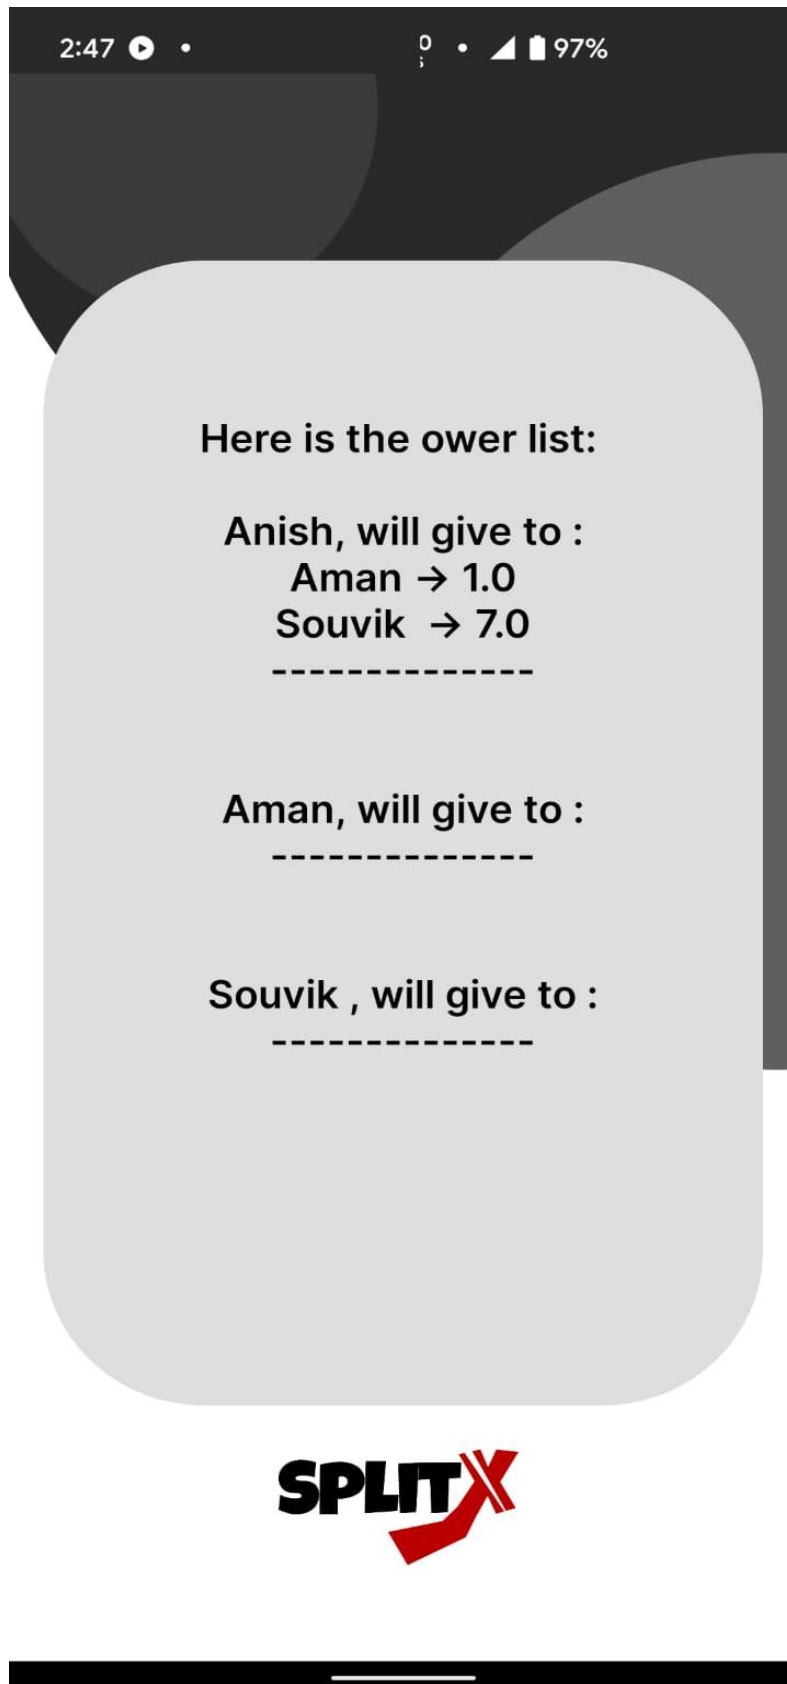 2:47
97%
Here is the ower list:
Anish, will give to :
Aman → 1.0
Souvik  → 7.0
--------------
Aman, will give to :
--------------
Souvik , will give to :
--------------
SPLITX